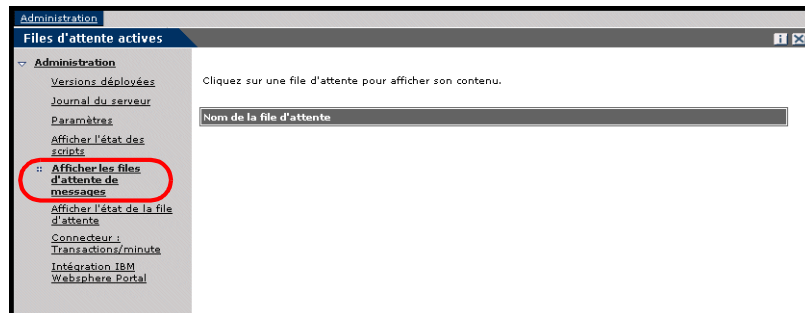 Administration
Files d'attente actives
Administration
Versions déployées
Journal du serveur
Paramètres
Afficher l'état des
scripts
Afficher les files
d'attente de
messages
Afficher l'état de la file
d'attente
Connecteur :
Transactions/minute
Intégration IBM
Websphere Portal
Cliquez sur une file d'attente pour afficher son contenu.
Nom de la file d'attente